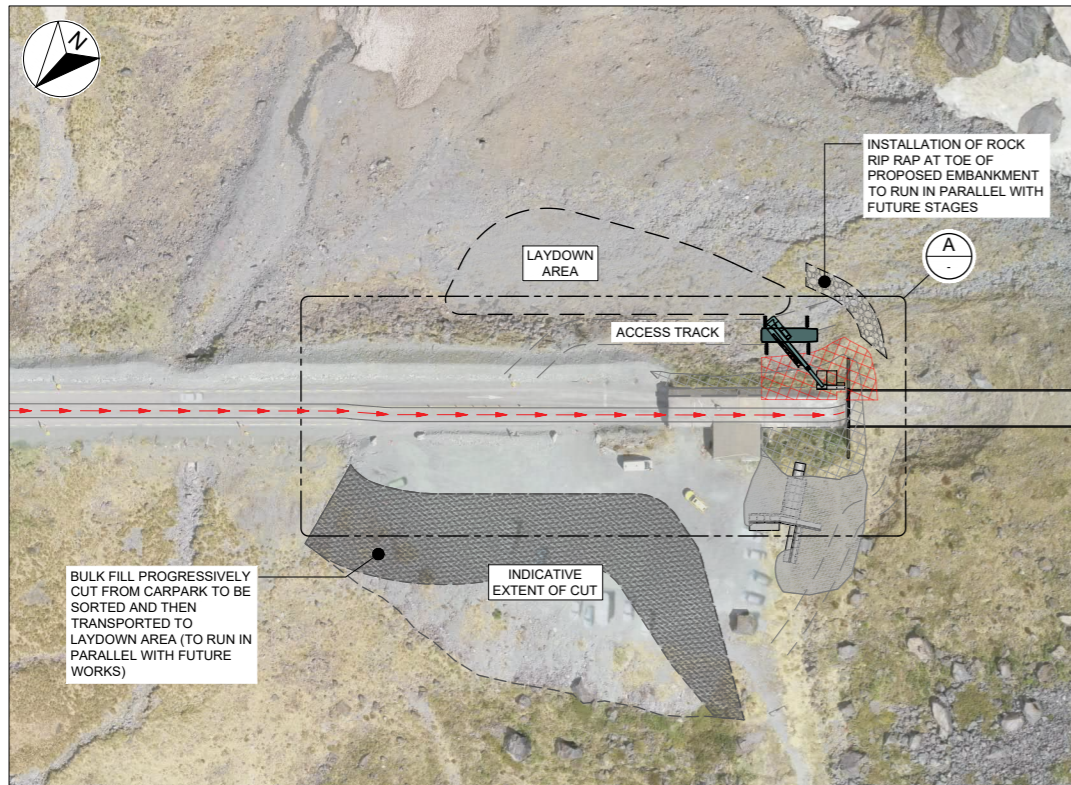 N
INSTALLATION OF ROCK
RIP RAP AT TOE OF
PROPOSED EMBANKMENT
TO RUN IN PARALLEL WITH
FUTURE STAGES
A
-
LAYDOWN
AREA
ACCESS TRACK
BULK FILL PROGRESSIVELY
CUT FROM CARPARK TO BE
SORTED AND THEN
TRANSPORTED TO
LAYDOWN AREA (TO RUN IN
PARALLEL WITH FUTURE
WORKS)
INDICATIVE
EXTENT OF CUT